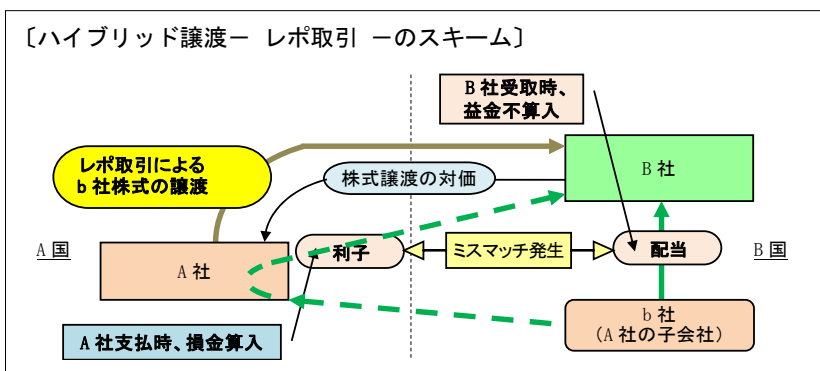 〔ハイブリッド譲渡－ レポ取引 －のスキーム〕
B 社受取時、
益金不算入
レポ取引による
b 社株式の譲渡
株式譲渡の対価
B 社
A 国
A 社
利子
ミスマッチ発生
配当
B 国
A 社支払時、損金算入
b 社
（A 社の子会社）